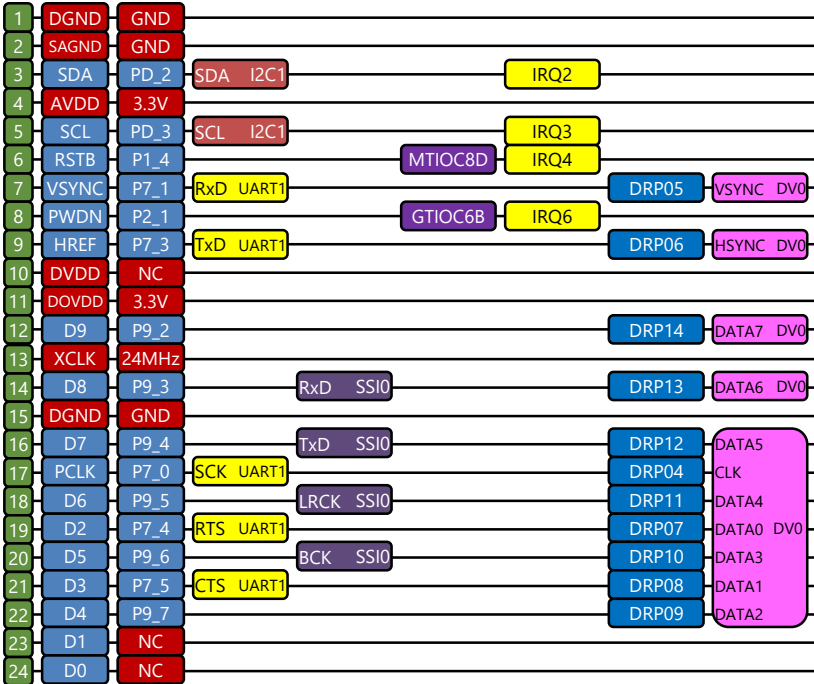 1 DGND GND
2 SAGND GND
3 SDA PD_2 SDA I2C1 IRQ2
4 AVDD 3.3V
5 SCL PD_3 SCL I2C1 IRQ3
6 RSTB P1_4 MTIOC8D IRQ4
7 VSYNC P7_1 RxD UART1 DRP05 VSYNC DV0
8 PWDN P2_1 GTIOC6B IRQ6
9 HREF P7_3 TxD UART1 DRP06 HSYNC DV0
10 DVDD NC
11 DOVDD 3.3V
12 D9 P9_2 DRP14 DATA7 DV0
13 XCLK 24MHz
14 D8 P9_3 RxD SSI0 DRP13 DATA6 DV0
15 DGND GND
16 D7 P9_4 TxD SSI0 DRP12 DATA5
17 PCLK P7_0 SCK UART1 DRP04 CLK
18 D6 P9_5 LRCK SSI0 DRP11 DATA4
19 D2 P7_4 RTS UART1 DRP07 DATA0 DV0
20 D5 P9_6 BCK SSI0 DRP10 DATA3
21 D3 P7_5 CTS UART1 DRP08 DATA1
22 D4 P9_7 DRP09 DATA2
23 D1 NC
24 D0 NC